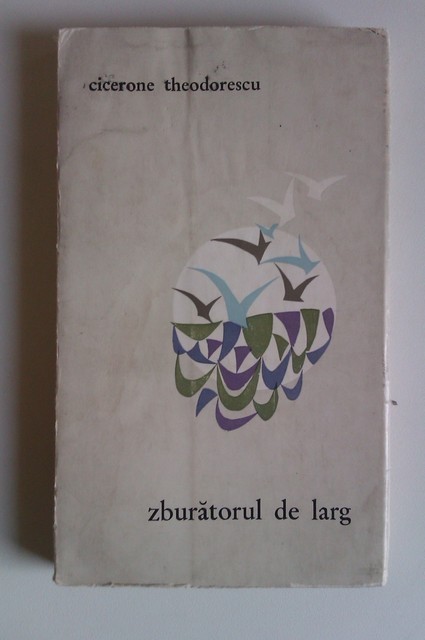 cicerone theodorescu
zburătorul de larg